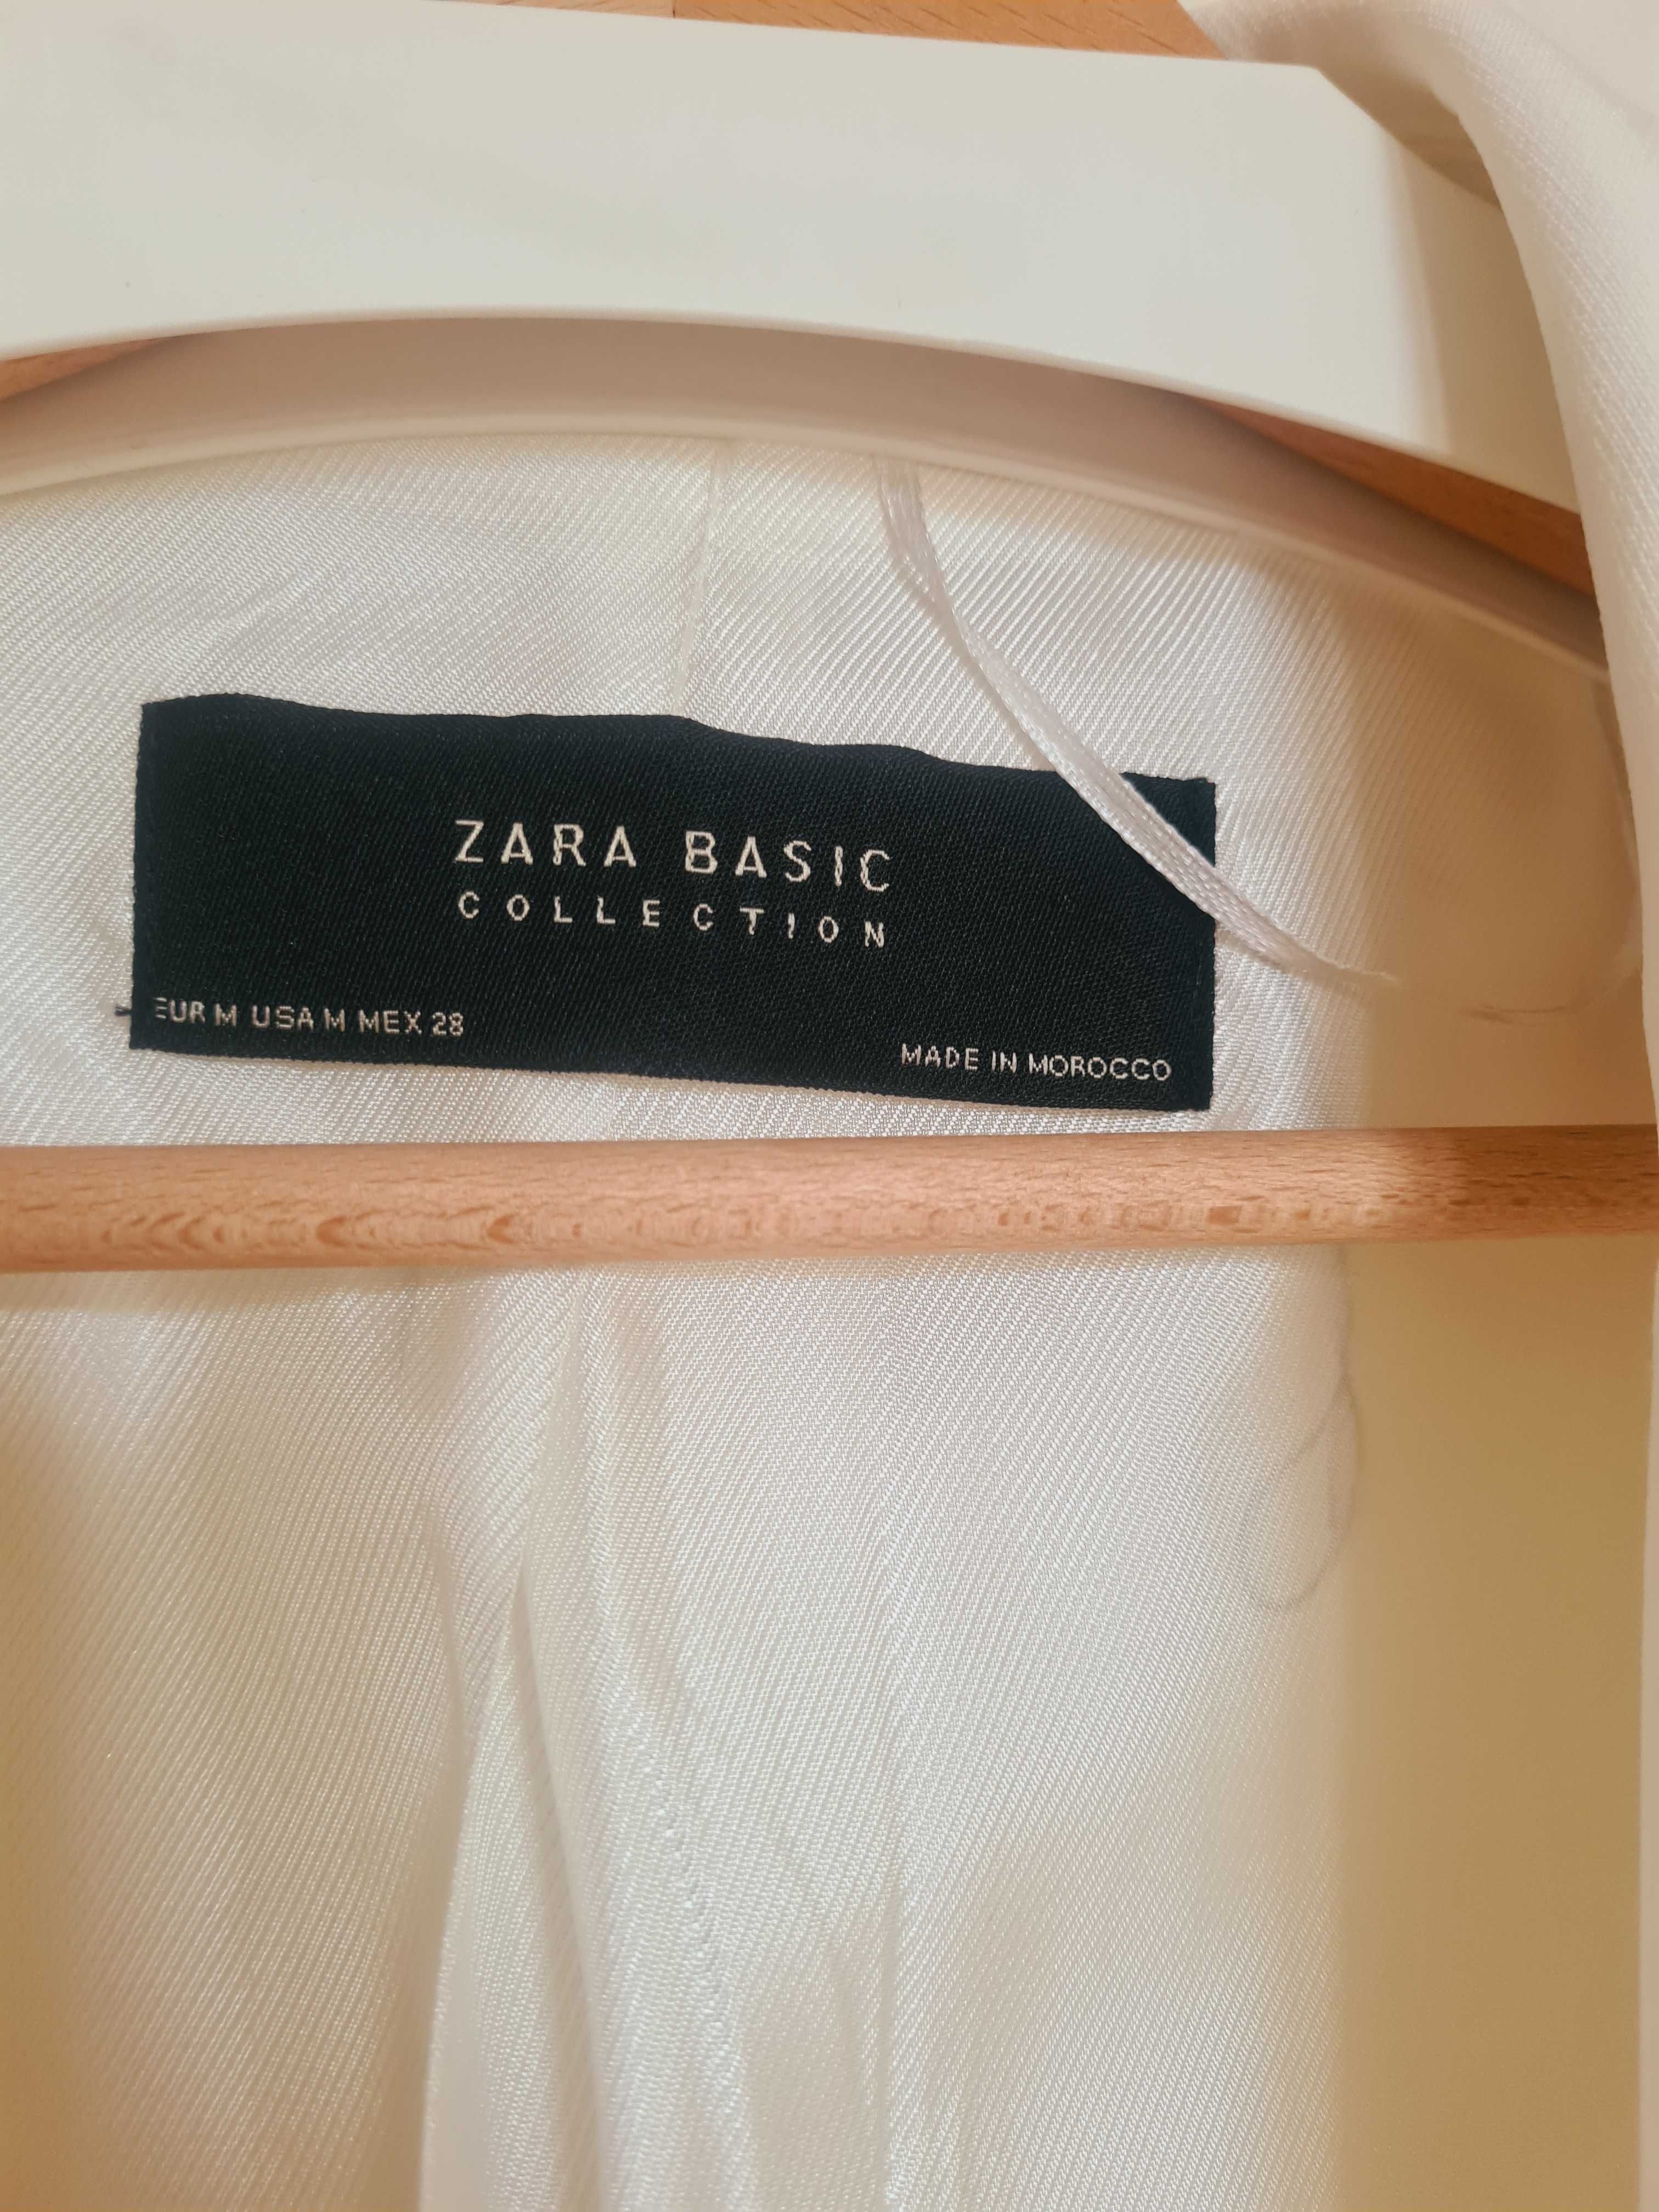 ZARA BASIC
COLLECTION
EUR M USA M MEX 28
MADE IN MOROCCO